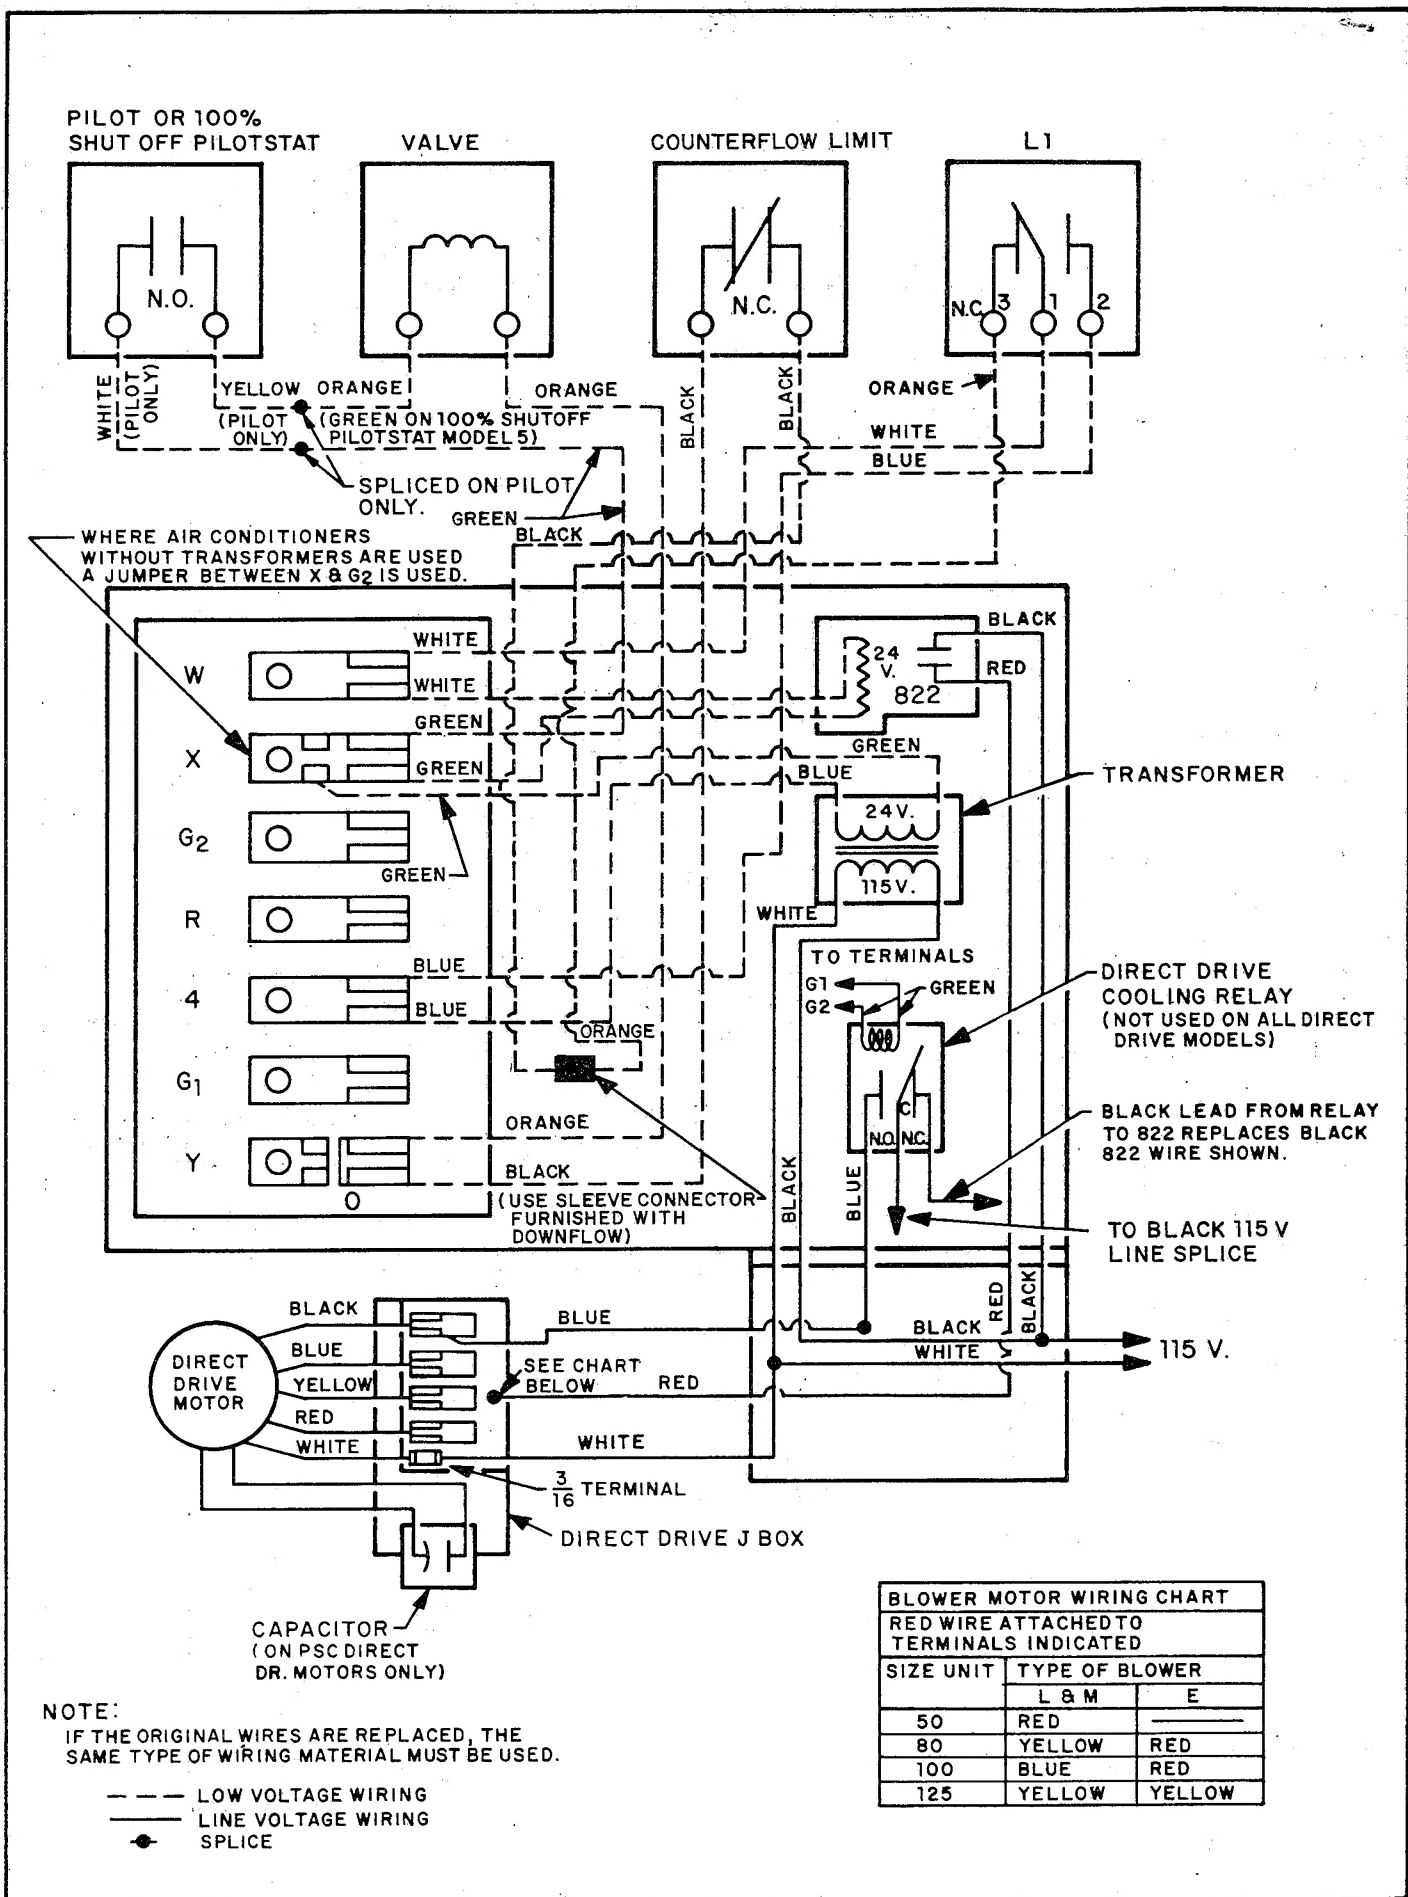 PILOT OR 100%
SHUT OFF PILOTSTAT
VALVE
COUNTERFLOW LIMIT
L1
N.O.
N.C.
N.C. 3
1
2
WHITE
(PILOT
ONLY)
YELLOW
(PILOT
ONLY)
ORANGE
(GREEN ON 100% SHUTOFF
PILOTSTAT MODEL 5)
ORANGE
BLACK
BLACK
ORANGE
WHITE
BLUE
SPLICED ON PILOT
ONLY.
GREEN
BLACK
WHERE AIR CONDITIONERS
WITHOUT TRANSFORMERS ARE USED
A JUMPER BETWEEN X & G2 IS USED.
W
X
G2
R
4
G1
Y
O
WHITE
WHITE
GREEN
GREEN
GREEN
BLUE
BLUE
ORANGE
ORANGE
BLACK
(USE SLEEVE CONNECTOR
FURNISHED WITH
DOWNFLOW)
24
V.
822
BLACK
RED
GREEN
BLUE
TRANSFORMER
24V.
115V.
WHITE
TO TERMINALS
G1
G2
GREEN
DIRECT DRIVE
COOLING RELAY
(NOT USED ON ALL DIRECT
DRIVE MODELS)
C
N.O. N.C.
BLACK LEAD FROM RELAY
TO 822 REPLACES BLACK
822 WIRE SHOWN.
BLACK
BLUE
TO BLACK 115 V
LINE SPLICE
RED
BLACK
BLACK
WHITE
115 V.
DIRECT
DRIVE
MOTOR
BLACK
BLUE
YELLOW
RED
WHITE
BLUE
SEE CHART
BELOW
RED
WHITE
3
16 TERMINAL
DIRECT DRIVE J BOX
CAPACITOR
(ON PSC DIRECT
DR. MOTORS ONLY)
BLOWER MOTOR WIRING CHART
RED WIRE ATTACHED TO
TERMINALS INDICATED
SIZE UNIT TYPE OF BLOWER
L & M E
50 RED
80 YELLOW RED
100 BLUE RED
125 YELLOW YELLOW
NOTE:
IF THE ORIGINAL WIRES ARE REPLACED, THE
SAME TYPE OF WIRING MATERIAL MUST BE USED.
LOW VOLTAGE WIRING
LINE VOLTAGE WIRING
SPLICE